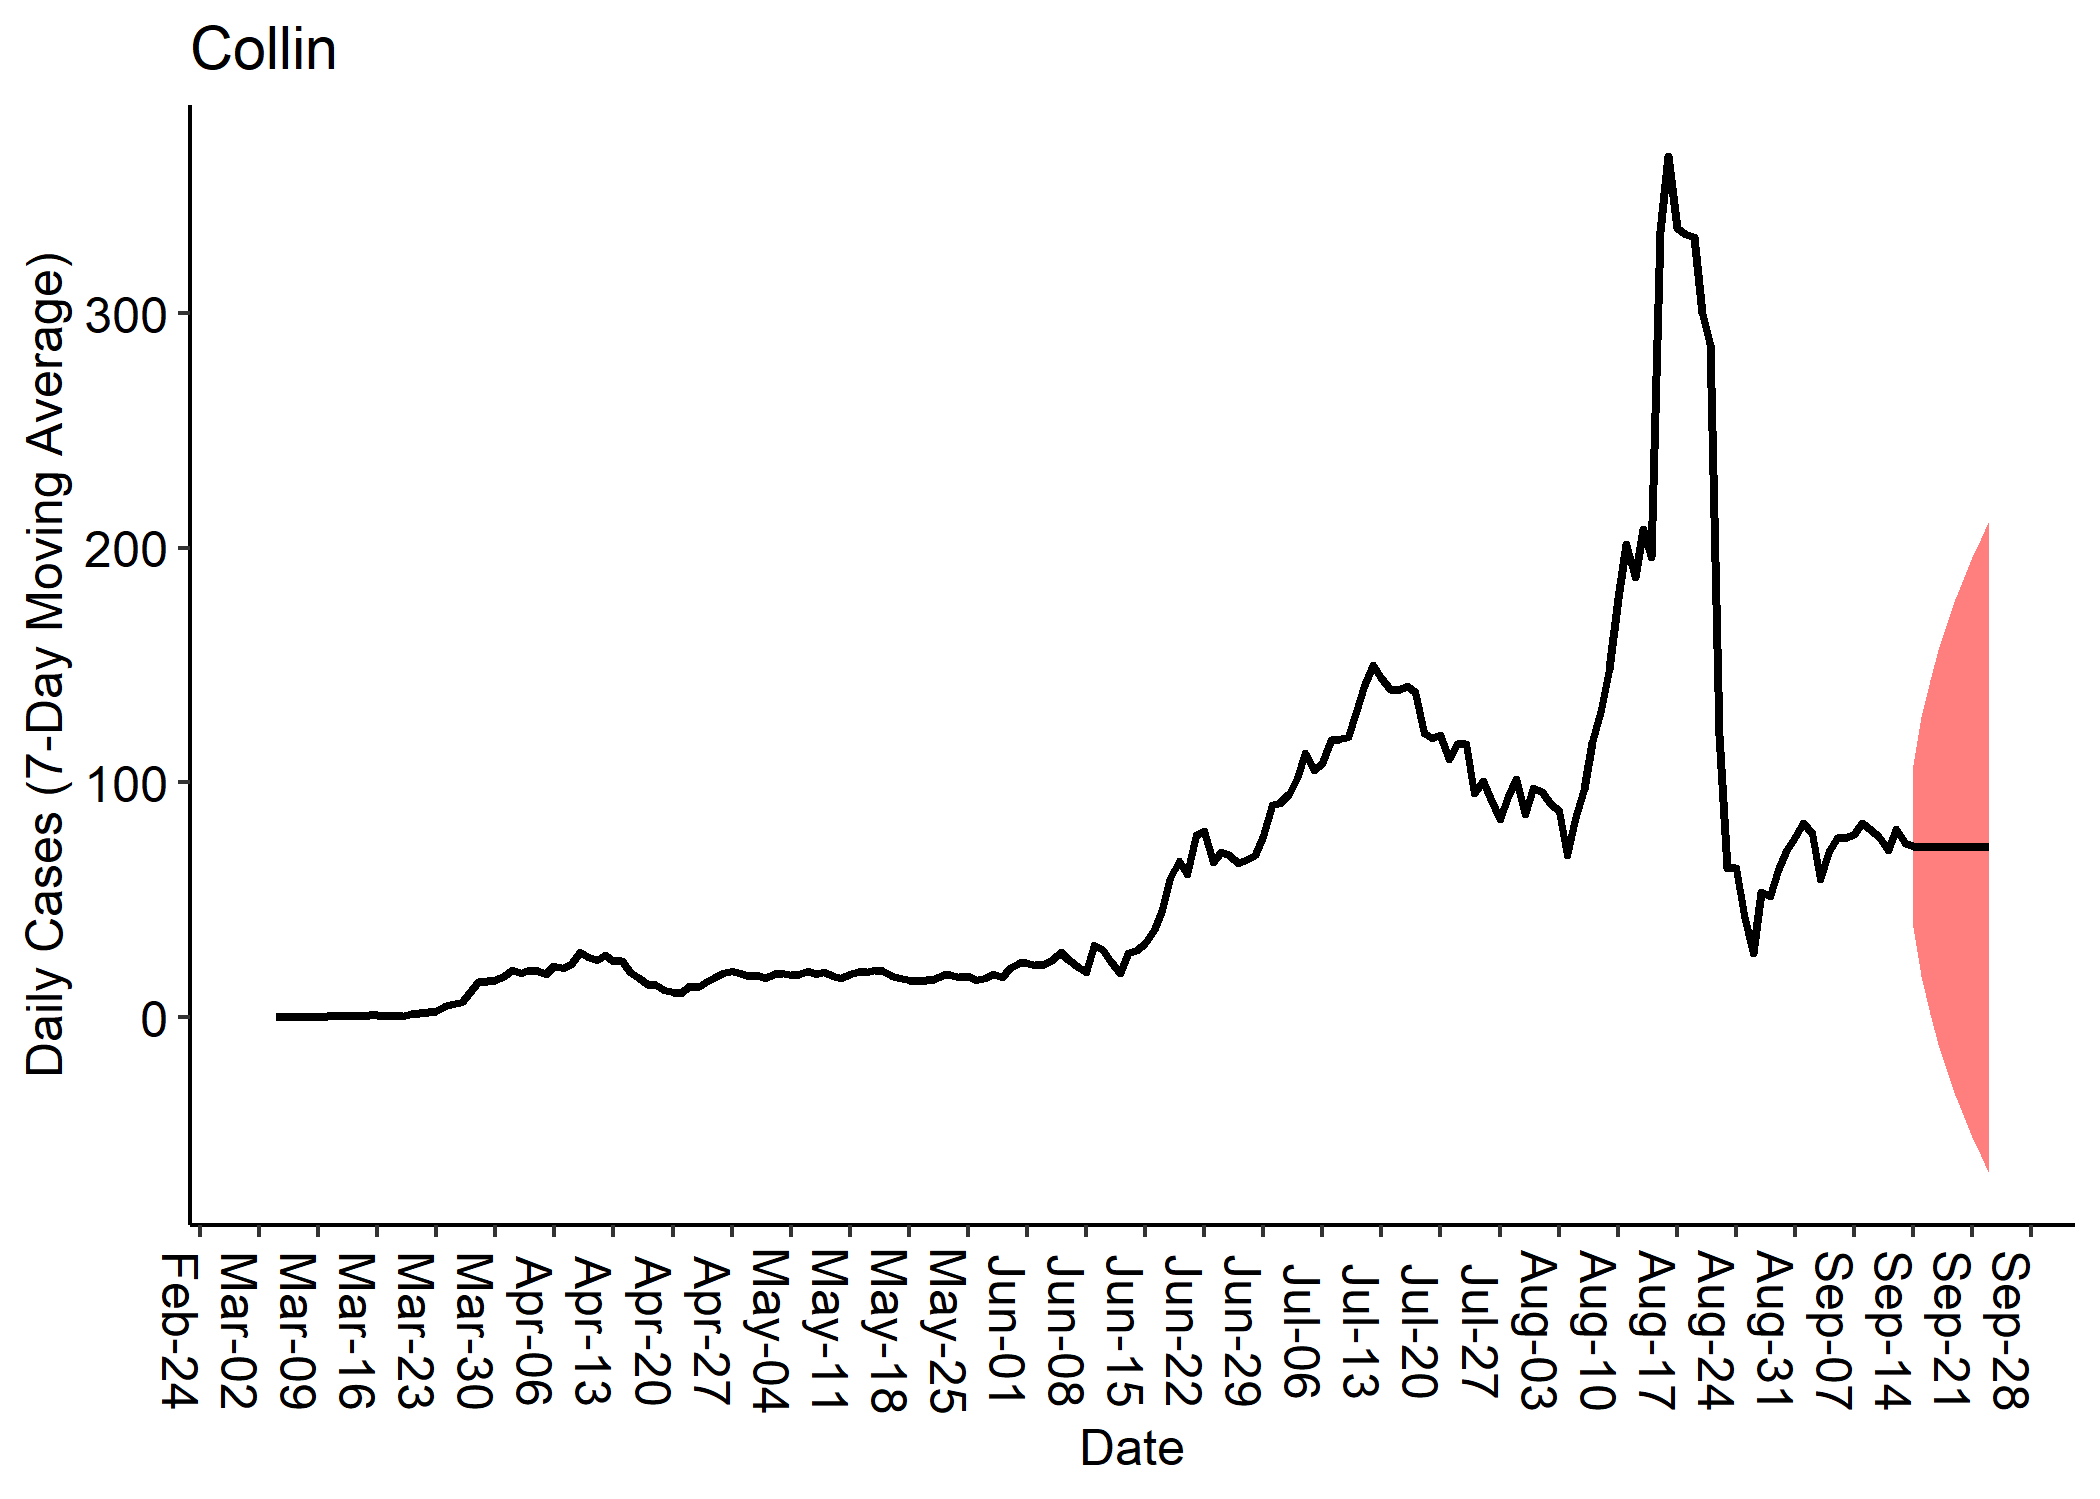 Collin
Daily Cases (7-Day Moving Average)
300
200
100
0
Feb-24
Mar-02
Mar-09
Mar-16
Mar-23
Mar-30
Apr-06
Apr-13
Apr-20
Apr-27
May-04
May-11
May-18
May-25
Jun-01
Jun-08
Jun-15
Jun-22
Jun-29
Jul-06
Jul-13
Jul-20
Jul-27
Aug-03
Aug-10
Aug-17
Aug-24
Aug-31
Sep-07
Sep-14
Sep-21
Sep-28
Date